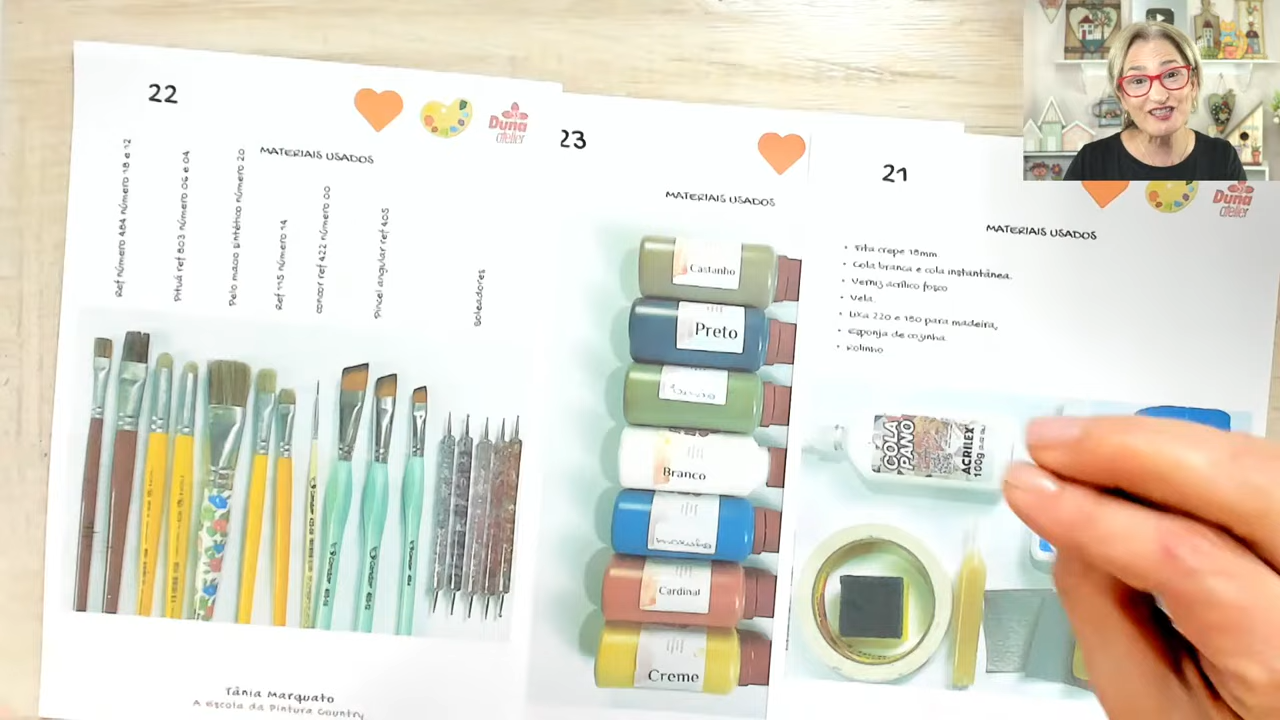 22
Duna
atelier
MATERIAIS USADOS
Ref número 484 número 18 e 12
Pituá ref 803 número 06 e 04
Pelo macio sintético número 20
Ref 115 número 14
condor ref 422 número 00
Pincel angular ref 405
Boleadores
Tânia Marquato
A Escola da Pintura Country
23
MATERIAIS USADOS
Castanho
Preto
Branco
Cardinal
Creme
21
Duna
atelier
MATERIAIS USADOS
• Fita crepe 18mm
• Cola branca e cola instantânea.
• Verniz acrílico fosco
• Vela.
• Lixa 220 e 180 para madeira,
• Esponja de cozinha
• Rolinho
COLA
PANO
ACRILEX
100g